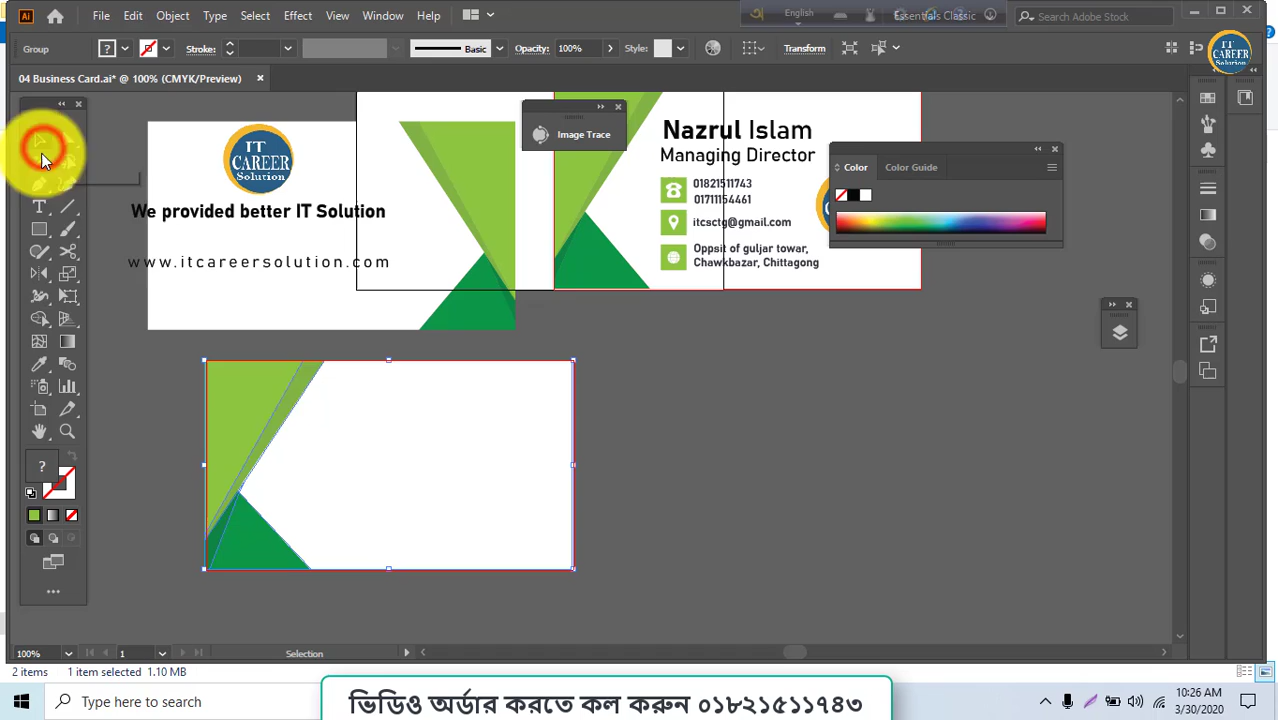 File Edit Object Type Select Effect View Window Help
English
Essentials Classic
Search Adobe Stock
Group
Stroke:
Basic
Opacity: 100%
Style:
Transform
IT
CAREER
Solution
04 Business Card.ai* @ 100% (CMYK/Preview)
IT
CAREER
Solution
We provided better IT Solution
www.itcareersolution.com
Image Trace
Nazrul Islam
Managing Director
01821511743
01711154461
itcsctg@gmail.com
Oppsit of guljar towar,
Chawkbazar, Chittagong
Color
Color Guide
100%
1
Selection
2 items 1 item selected 1.10 MB
Type here to search
ভিডিও অর্ডার করতে কল করুন ০১৮২১৫১১৭৪৩
10:26 AM
3/30/2020